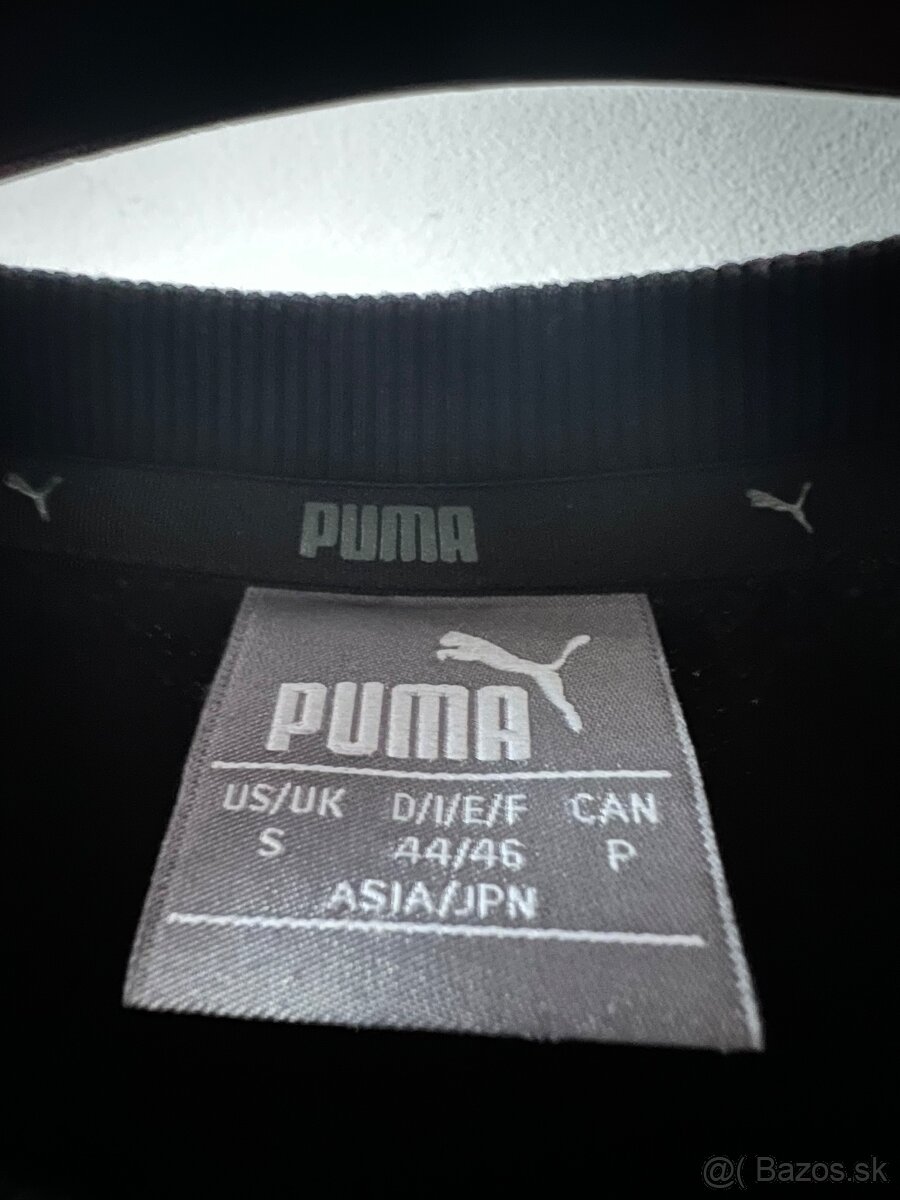 PUMA
PUMA
US/UK D/I/E/F CAN
S 44/46 P
ASIA/JPN
@( Bazos.sk